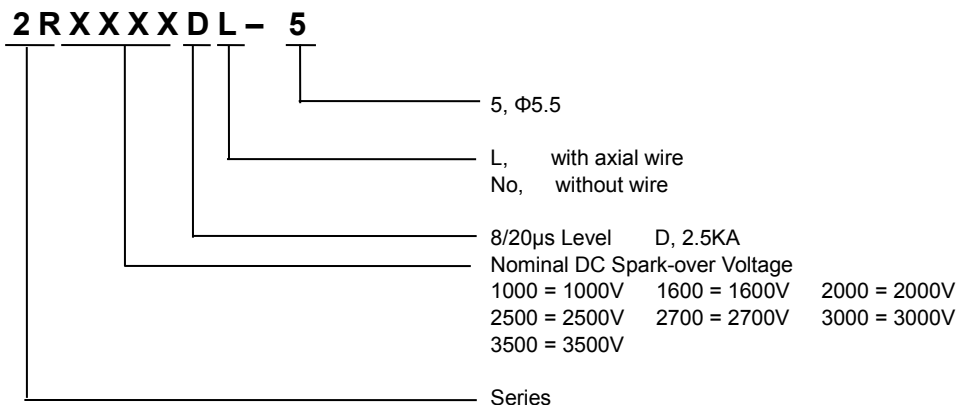 2RXXXXDL– 5
5, Φ5.5
L, with axial wire
No, without wire
8/20μs Level D, 2.5KA
Nominal DC Spark-over Voltage
1000 = 1000V 1600 = 1600V 2000 = 2000V
2500 = 2500V 2700 = 2700V 3000 = 3000V
3500 = 3500V
Series